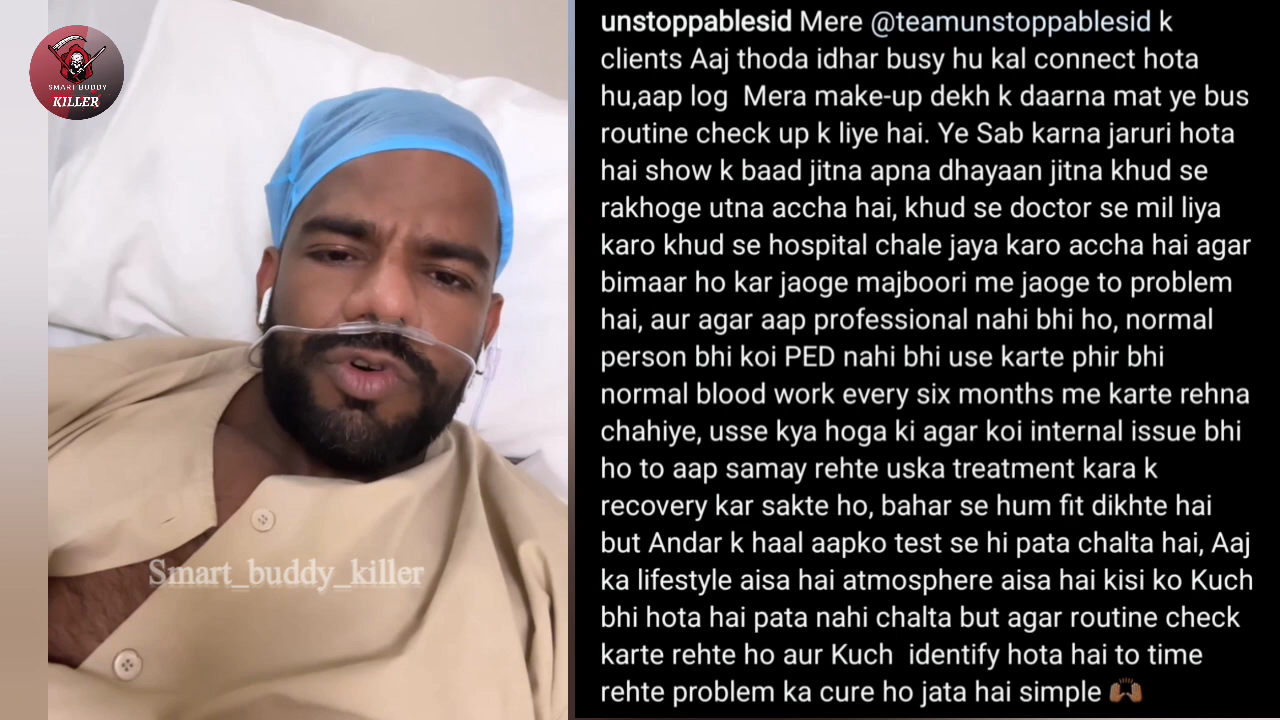 SMART BUDDY
KILLER
Smart_buddy_killer
unstoppablesid Mere @teamunstoppablesid k
clients Aaj thoda idhar busy hu kal connect hota
hu,aap log  Mera make-up dekh k daarna mat ye bus
routine check up k liye hai. Ye Sab karna jaruri hota
hai show k baad jitna apna dhayaan jitna khud se
rakhoge utna accha hai, khud se doctor se mil liya
karo khud se hospital chale jaya karo accha hai agar
bimaar ho kar jaoge majboori me jaoge to problem
hai, aur agar aap professional nahi bhi ho, normal
person bhi koi PED nahi bhi use karte phir bhi
normal blood work every six months me karte rehna
chahiye, usse kya hoga ki agar koi internal issue bhi
ho to aap samay rehte uska treatment kara k
recovery kar sakte ho, bahar se hum fit dikhte hai
but Andar k haal aapko test se hi pata chalta hai, Aaj
ka lifestyle aisa hai atmosphere aisa hai kisi ko Kuch
bhi hota hai pata nahi chalta but agar routine check
karte rehte ho aur Kuch  identify hota hai to time
rehte problem ka cure ho jata hai simple 🙌🏾